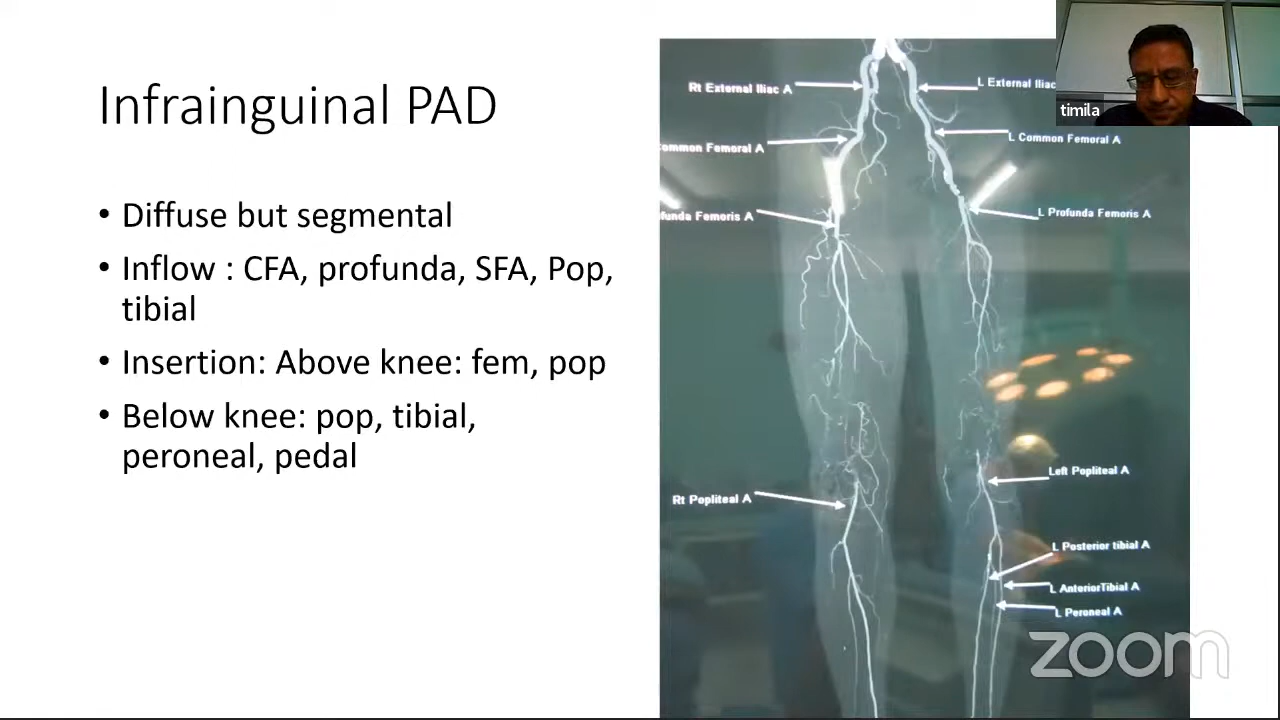 Infrainguinal PAD
• Diffuse but segmental
• Inflow : CFA, profunda, SFA, Pop,
tibial
• Insertion: Above knee: fem, pop
• Below knee: pop, tibial,
peroneal, pedal
Rt External Iliac A
L External Iliac
ommon Femoral A
L Common Femoral A
funda Femoris A
L Profunda Femoris A
Rt Popliteal A
Left Popliteal A
L Posterior tibial A
L AnteriorTibial A
L Peroneal A
timila
zoom